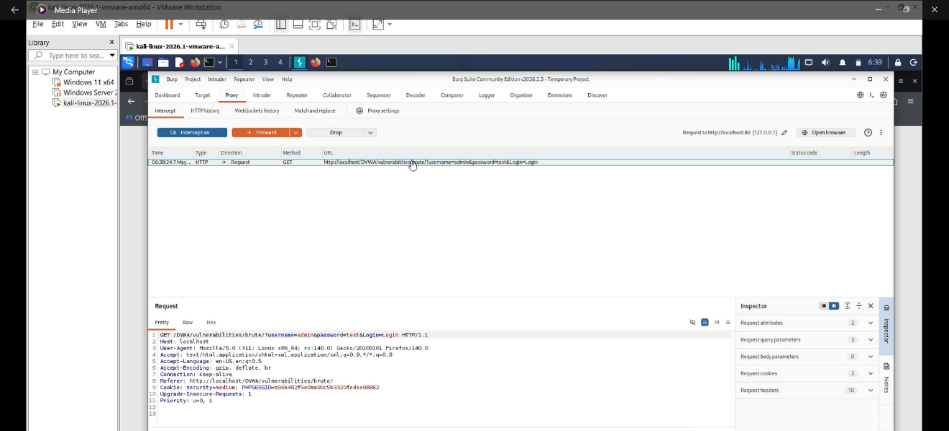 Media Player
kali-linux-2026.1-vmware-amd64 - VMware Workstation
File Edit View VM Tabs Help
Library
kali-linux-2026.1-vmware-a...
Type here to sea...
1 2 3 4
6:39
My Computer
Windows 11 x64
Windows Server 2
kali-linux-2026.1-
Burp Project Intruder Repeater View Help
Burp Suite Community Edition v2026.2.3 - Temporary Project
Dashboard Target Proxy Intruder Repeater Collaborator Sequencer Decoder Comparer Logger Organizer Extensions Discover
Intercept HTTP history WebSockets history Match and replace Proxy settings
Interception Forward Drop
Request to http://localhost:80 [127.0.0.1]
Open browser
Time Type Direction Method URL Status code Length
06:39:24 7 May... HTTP → Request GET http://localhost/DVWA/vulnerabilities/brute/?username=admin&password=test&Login=Login
Request
Pretty Raw Hex
1 GET /DVWA/vulnerabilities/brute/?username=admin&password=test&Login=Login HTTP/1.1
2 Host: localhost
3 User-Agent: Mozilla/5.0 (X11; Linux x86_64; rv:140.0) Gecko/20100101 Firefox/140.0
4 Accept: text/html,application/xhtml+xml,application/xml;q=0.9,*/*;q=0.8
5 Accept-Language: en-US,en;q=0.5
6 Accept-Encoding: gzip, deflate, br
7 Connection: keep-alive
8 Referer: http://localhost/DVWA/vulnerabilities/brute/
9 Cookie: security=medium;
10 Upgrade-Insecure-Requests: 1
11 Priority: u=0, i
12
13
Inspector
Request attributes 2
Request query parameters 3
Request body parameters 0
Request cookies 2
Request headers 10
Inspector
Notes